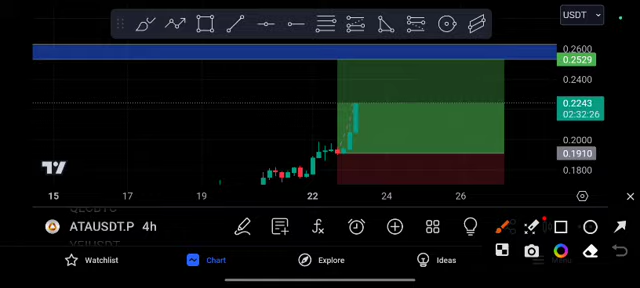 USDT
0.2600
0.2529
0.2400
0.2243
02:32:26
0.2000
0.1910
0.1800
15 17 19 22 24 26
ATAUSDT.P 4h
Watchlist Chart Explore Ideas